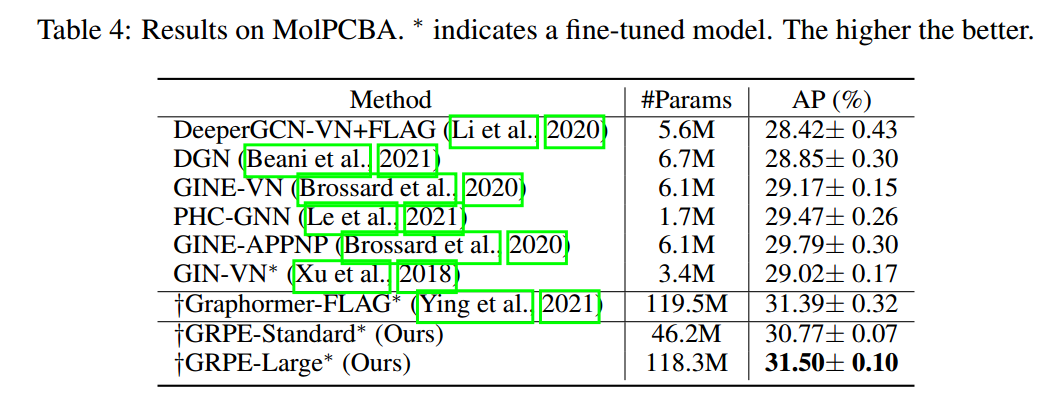 Table 4: Results on MolPCBA. * indicates a fine-tuned model. The higher the better.
Method #Params AP (%)
DeeperGCN-VN+FLAG (Li et al., 2020) 5.6M 28.42± 0.43
DGN (Beani et al., 2021) 6.7M 28.85± 0.30
GINE-VN (Brossard et al., 2020) 6.1M 29.17± 0.15
PHC-GNN (Le et al., 2021) 1.7M 29.47± 0.26
GINE-APPNP (Brossard et al., 2020) 6.1M 29.79± 0.30
GIN-VN* (Xu et al., 2018) 3.4M 29.02± 0.17
†Graphormer-FLAG* (Ying et al., 2021) 119.5M 31.39± 0.32
†GRPE-Standard* (Ours) 46.2M 30.77± 0.07
†GRPE-Large* (Ours) 118.3M 31.50± 0.10